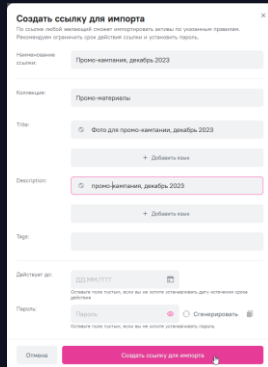 Создать ссылку для импорта
По ссылке любой желающий сможет импортировать активы по указанным правилам.
Рекомендуем ограничить срок действия ссылки и установить пароль.
Наименование
ссылки:
Промо-кампания, декабрь 2023
Коллекция:
Промо-материалы
Title:
Фото для промо-кампании, декабрь 2023
+ Добавить язык
Description:
промо-кампания, декабрь 2023
+ Добавить язык
Tags:
Действует до:
ДД.ММ.ГГГГ
Оставьте поле пустым, если вы не хотите устанавливать дату истечения срока
действия
Пароль:
Пароль
Сгенерировать
Оставьте поле пустым, если вы не хотите устанавливать пароль.
Отмена
Создать ссылку для импорта